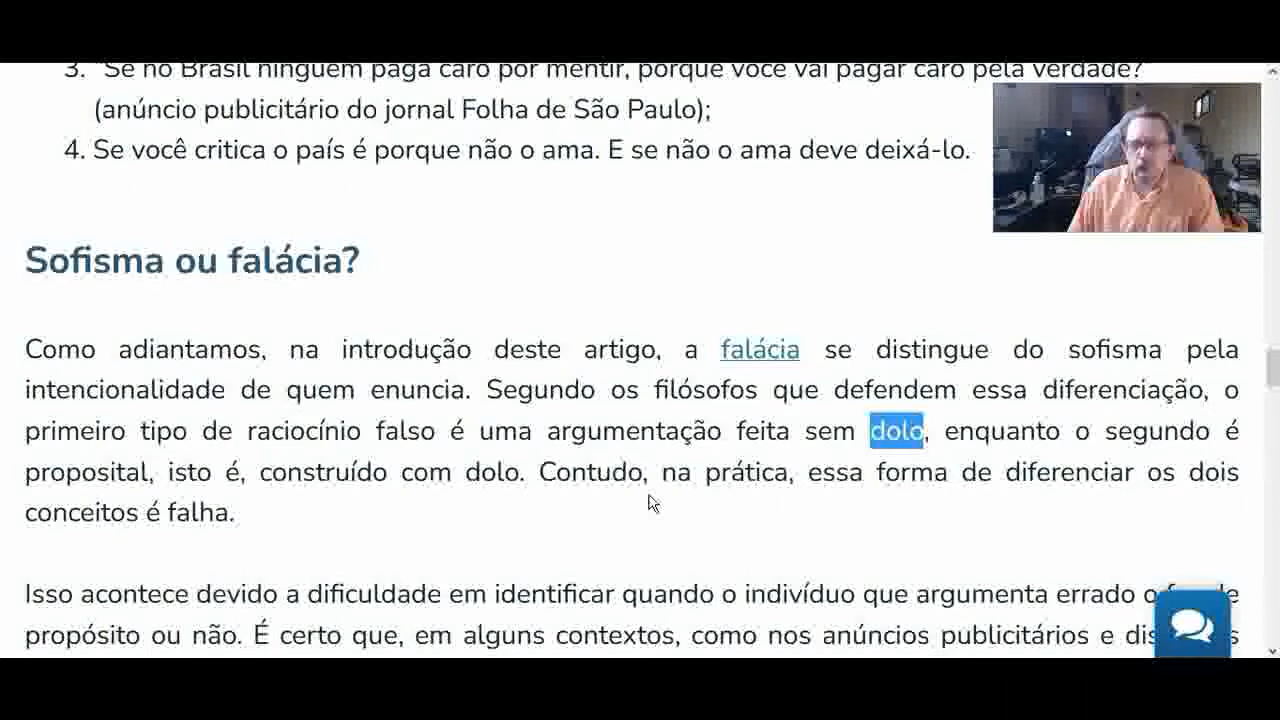 3. "Se no Brasil ninguém paga caro por mentir, porque você vai pagar caro pela verdade?"
(anúncio publicitário do jornal Folha de São Paulo);
4. Se você critica o país é porque não o ama. E se não o ama deve deixá-lo.
Sofisma ou falácia?
Como adiantamos, na introdução deste artigo, a falácia se distingue do sofisma pela
intencionalidade de quem enuncia. Segundo os filósofos que defendem essa diferenciação, o
primeiro tipo de raciocínio falso é uma argumentação feita sem dolo, enquanto o segundo é
proposital, isto é, construído com dolo. Contudo, na prática, essa forma de diferenciar os dois
conceitos é falha.
Isso acontece devido a dificuldade em identificar quando o indivíduo que argumenta errado o
propósito ou não. É certo que, em alguns contextos, como nos anúncios publicitários e